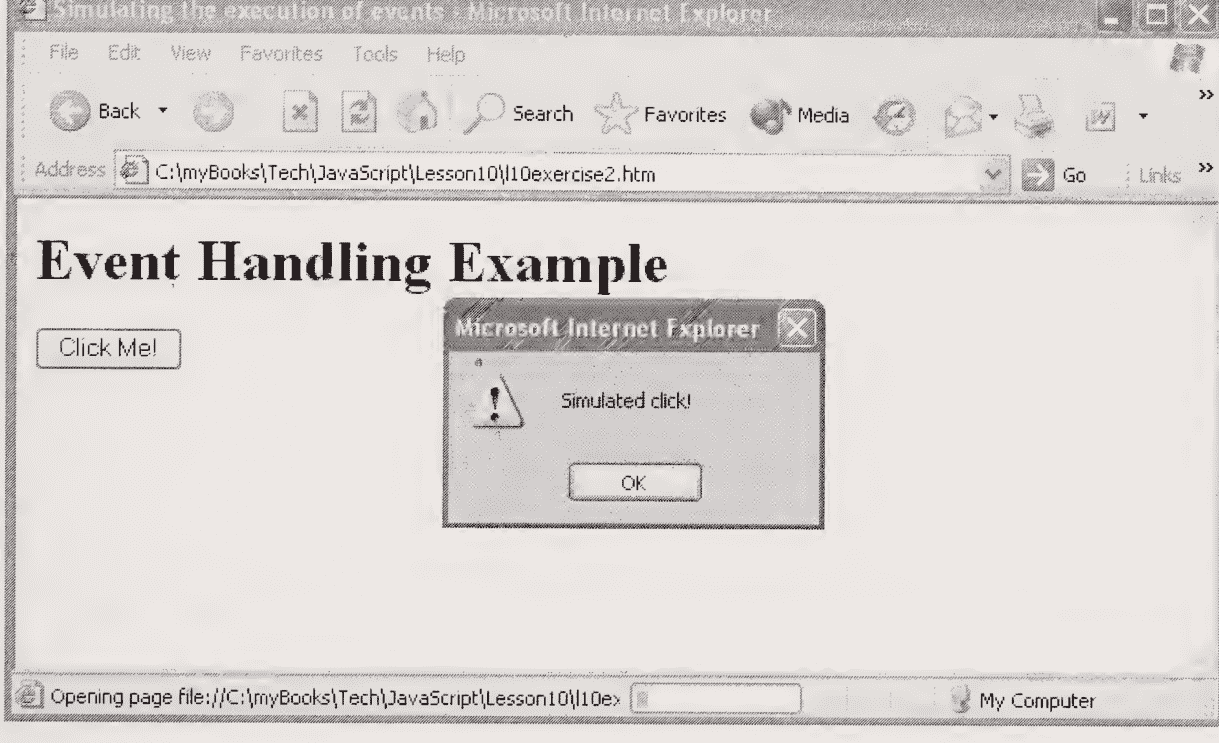 Simulating the execution of events - Microsoft Internet Explorer
File Edit View Favorites Tools Help
Back Search Favorites Media »
Address C:\myBooks\Tech\JavaScript\Lesson10\l10exercise2.htm Go Links »
Event Handling Example
Click Me!
Microsoft Internet Explorer
Simulated click!
OK
Opening page file://C:\myBooks\Tech\JavaScript\Lesson10\l10ex My Computer